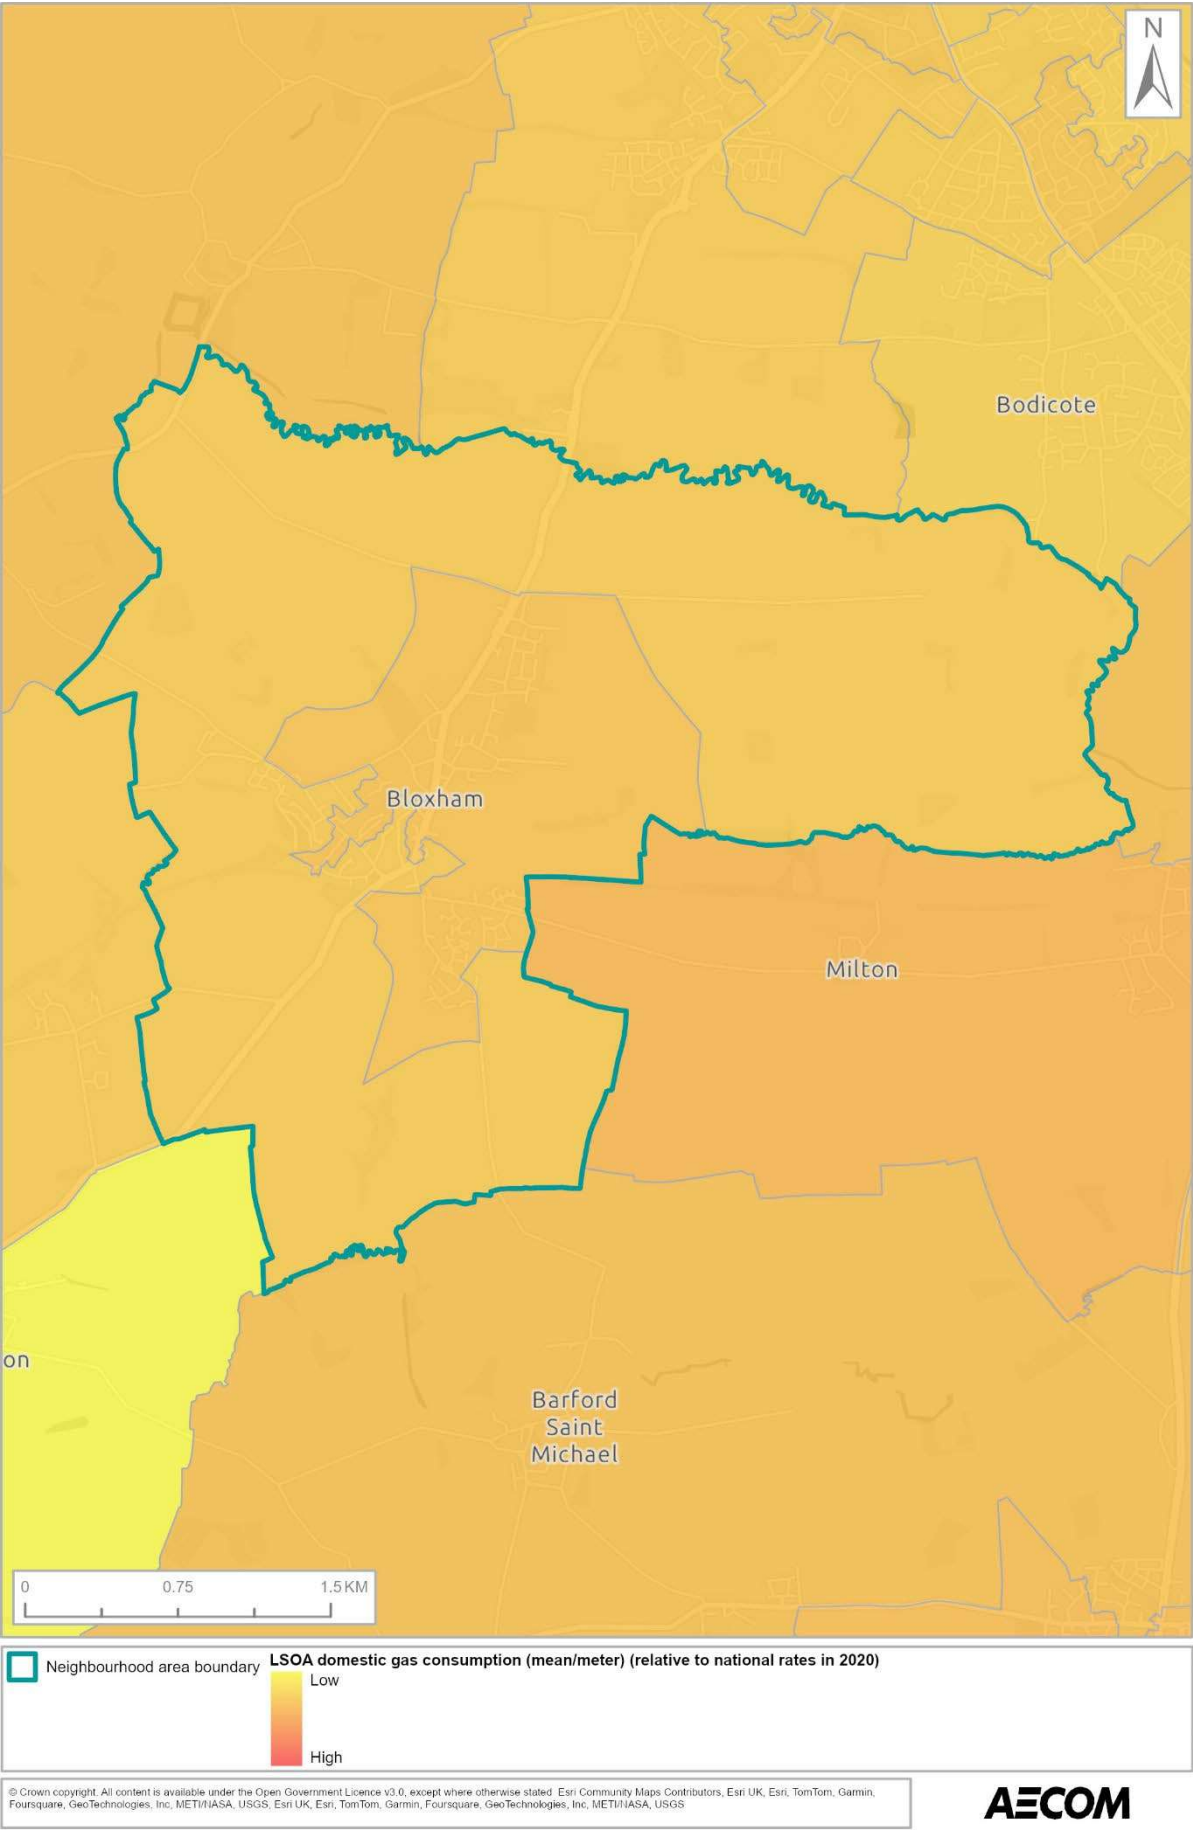 N
Bodicote
Bloxham
Milton
on
Barford
Saint
Michael
0 0.75 1.5 KM
Neighbourhood area boundary
LSOA domestic gas consumption (mean/meter) (relative to national rates in 2020)
Low
High
© Crown copyright. All content is available under the Open Government Licence v3.0, except where otherwise stated Esri Community Maps Contributors, Esri UK, Esri, TomTom, Garmin,
Foursquare, GeoTechnologies, Inc, METI/NASA, USGS, Esri UK, Esri, TomTom, Garmin, Foursquare, GeoTechnologies, Inc, METI/NASA, USGS
AECOM